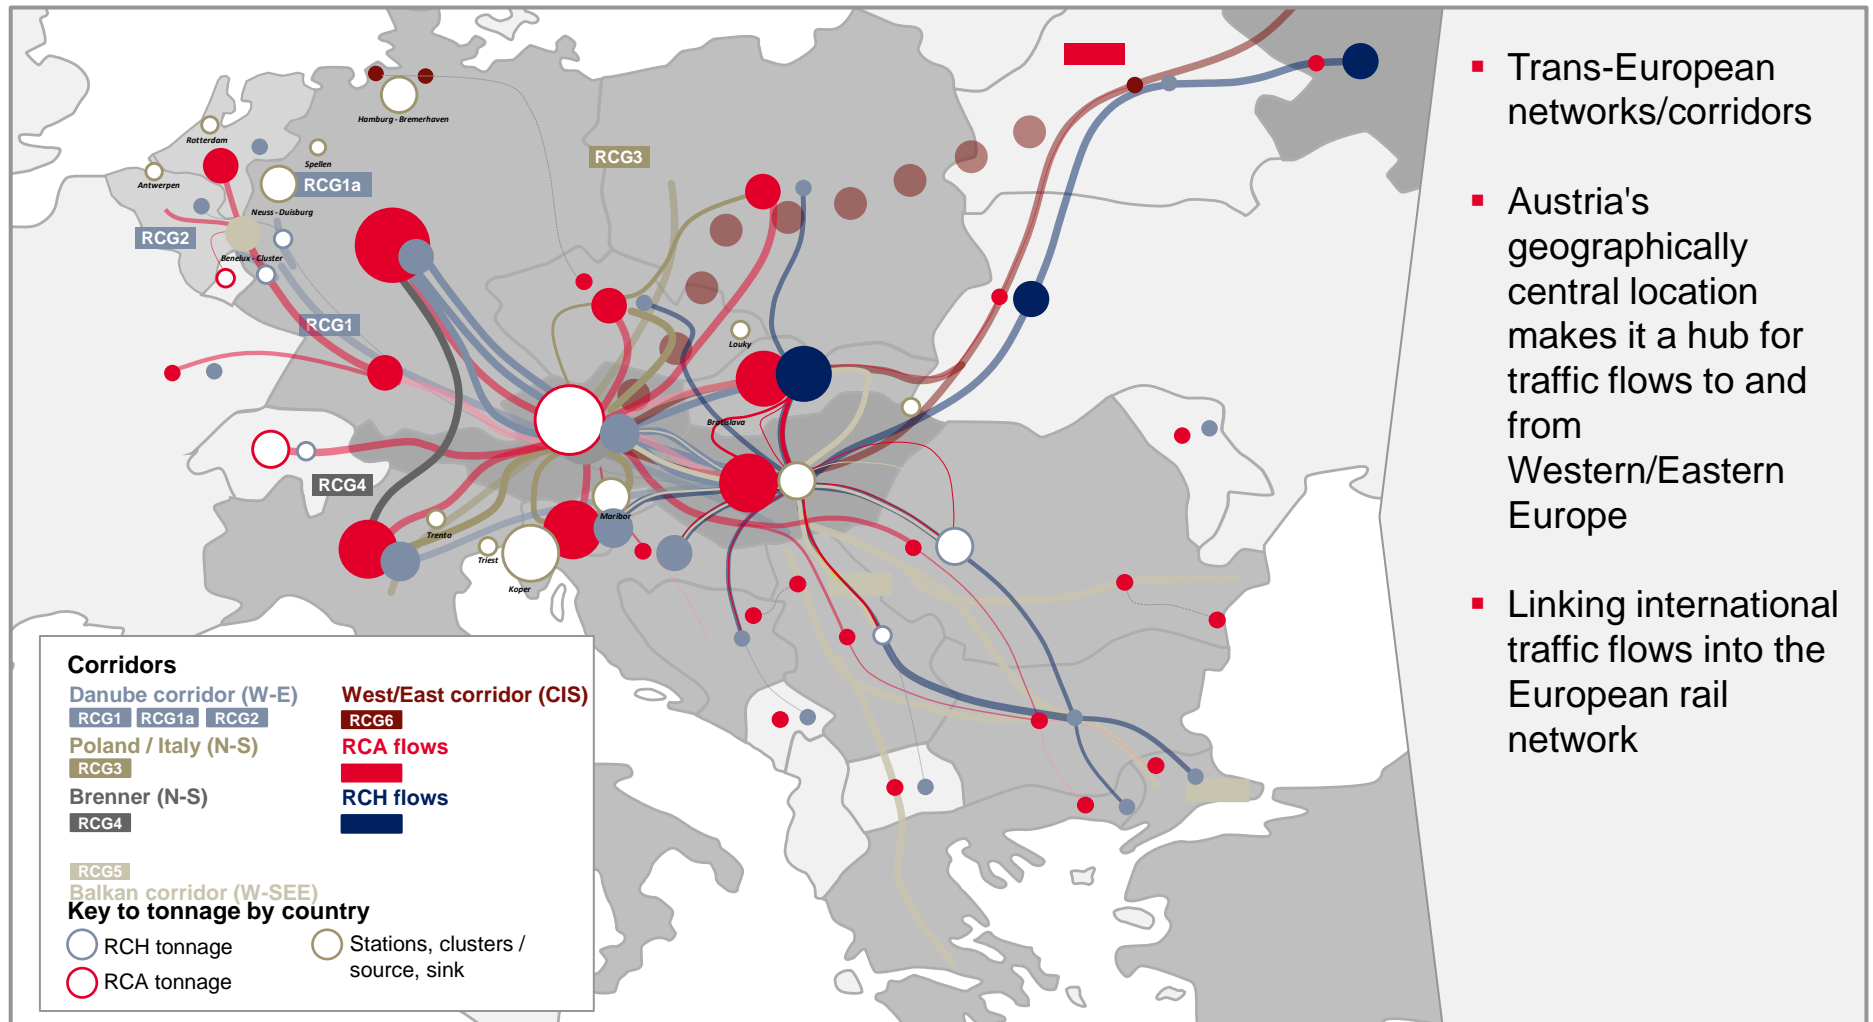 Hamburg - Bremerhaven
Rotterdam
Spellen
RCG3
Antwerpen
RCG1a
Neuss - Duisburg
RCG2
Benelux - Cluster
RCG1
Louky
Bratislava
RCG4
Maribor
Trento
Triest
Koper
Corridors
Danube corridor (W-E)
RCG1 RCG1a RCG2
Poland / Italy (N-S)
RCG3
Brenner (N-S)
RCG4
RCG5
Balkan corridor (W-SEE)
West/East corridor (CIS)
RCG6
RCA flows
RCH flows
Key to tonnage by country
RCH tonnage
RCA tonnage
Stations, clusters /
source, sink
Trans-European
networks/corridors
Austria's
geographically
central location
makes it a hub for
traffic flows to and
from
Western/Eastern
Europe
Linking international
traffic flows into the
European rail
network